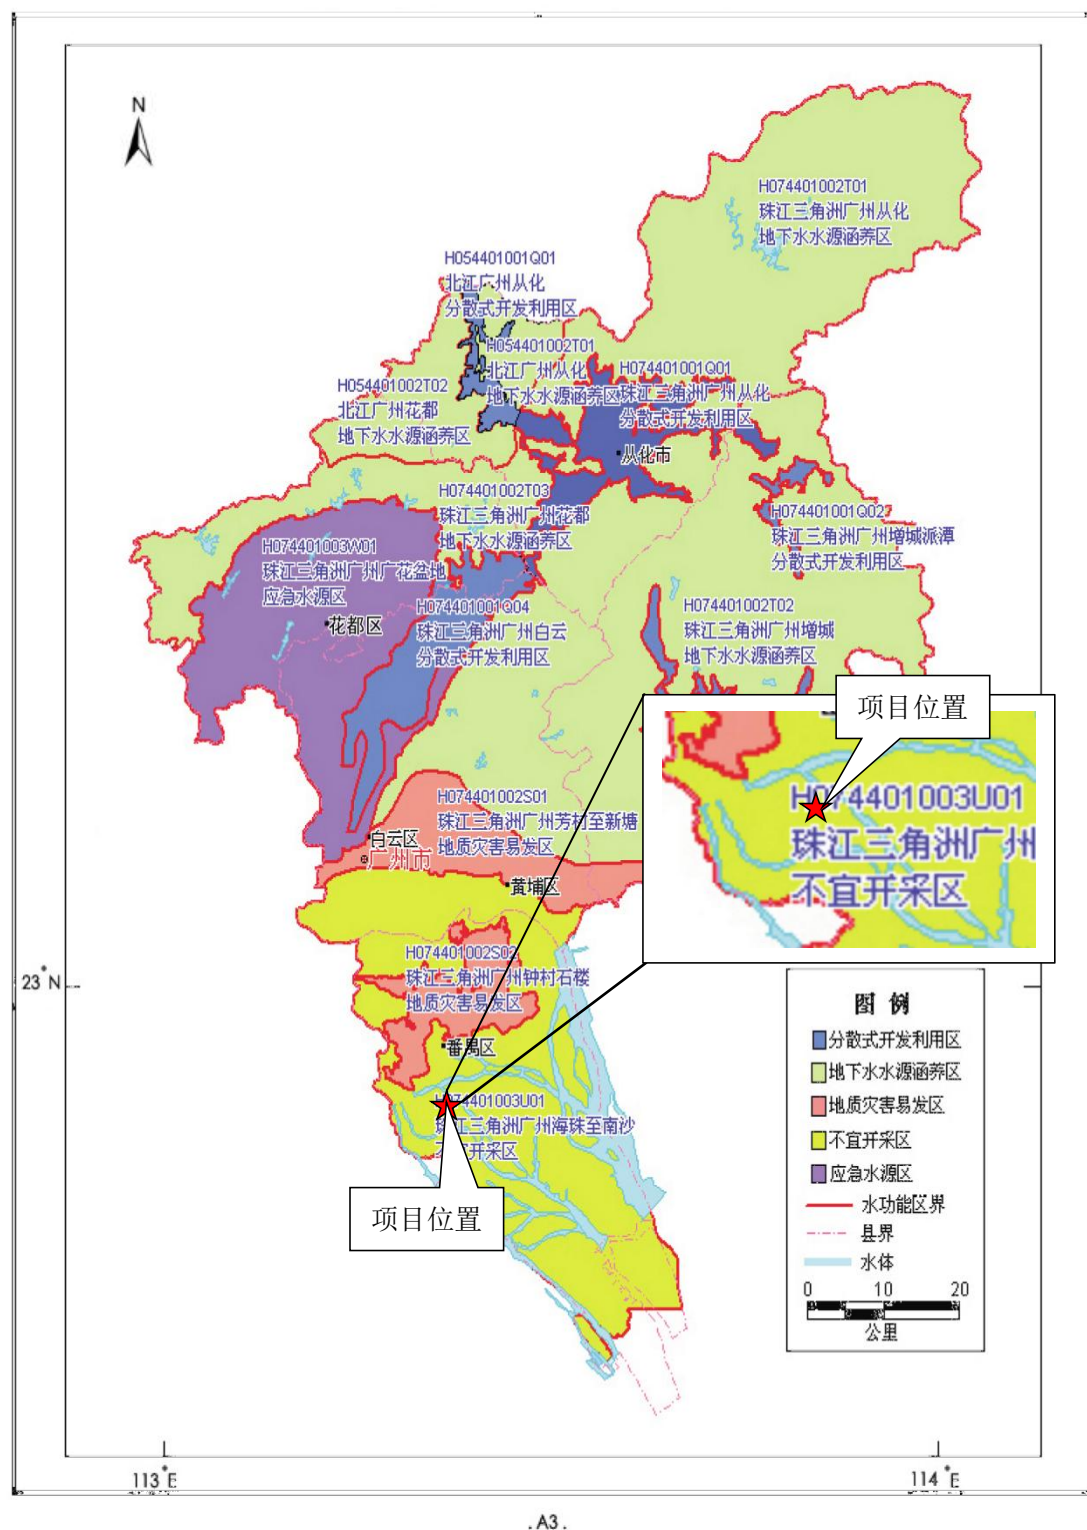 N
H074401002T01
珠江三角洲广州从化
地下水水源涵养区
H054401001Q01
北江广州从化
分散式开发利用区
H054401002T01
北江广州从化
地下水水源涵养区
H074401001Q01
珠江三角洲广州从化
分散式开发利用区
H054401002T02
北江广州花都
地下水水源涵养区
从化市
H074401002T03
珠江三角洲广州花都
地下水水源涵养区
H074401001Q02
珠江三角洲广州增城派潭
分散式开发利用区
H074401003W01
珠江三角洲广州广花盆地
应急水源区
花都区
H074401001Q04
珠江三角洲广州白云
分散式开发利用区
H074401002T02
珠江三角洲广州增城
地下水水源涵养区
项目位置
H074401003U01
珠江三角洲广州
不宜开采区
H074401002S01
珠江三角洲广州芳村至新塘
地质灾害易发区
白云区
广州市
黄埔区
H074401002S02
珠江三角洲广州钟村石楼
地质灾害易发区
23°N
番禺区
H074401003U01
珠江三角洲广州海珠至南沙
不宜开采区
项目位置
图 例
分散式开发利用区
地下水水源涵养区
地质灾害易发区
不宜开采区
应急水源区
水功能区界
县界
水体
0 10 20
公里
113°E
114°E
.A3.